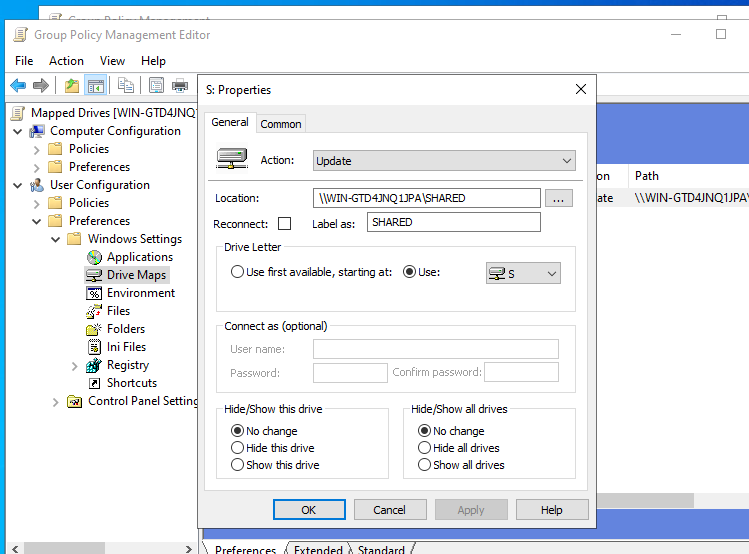 Group Policy Management
Group Policy Management Editor
File Action View Help
S: Properties
General Common
Action: Update
Location: \\WIN-GTD4JNQ1JPA\SHARED ...
Reconnect: Label as: SHARED
Drive Letter
Use first available, starting at: Use: S
Connect as (optional)
User name:
Password: Confirm password:
Hide/Show this drive Hide/Show all drives
No change No change
Hide this drive Hide all drives
Show this drive Show all drives
OK Cancel Apply Help
Mapped Drives [WIN-GTD4JNQ1
Computer Configuration
Policies
Preferences
User Configuration
Policies
Preferences
Windows Settings
Applications
Drive Maps
Environment
Files
Folders
Ini Files
Registry
Shortcuts
Control Panel Setting
on Path
ate \\WIN-GTD4JNQ1JPA\
Preferences Extended Standard